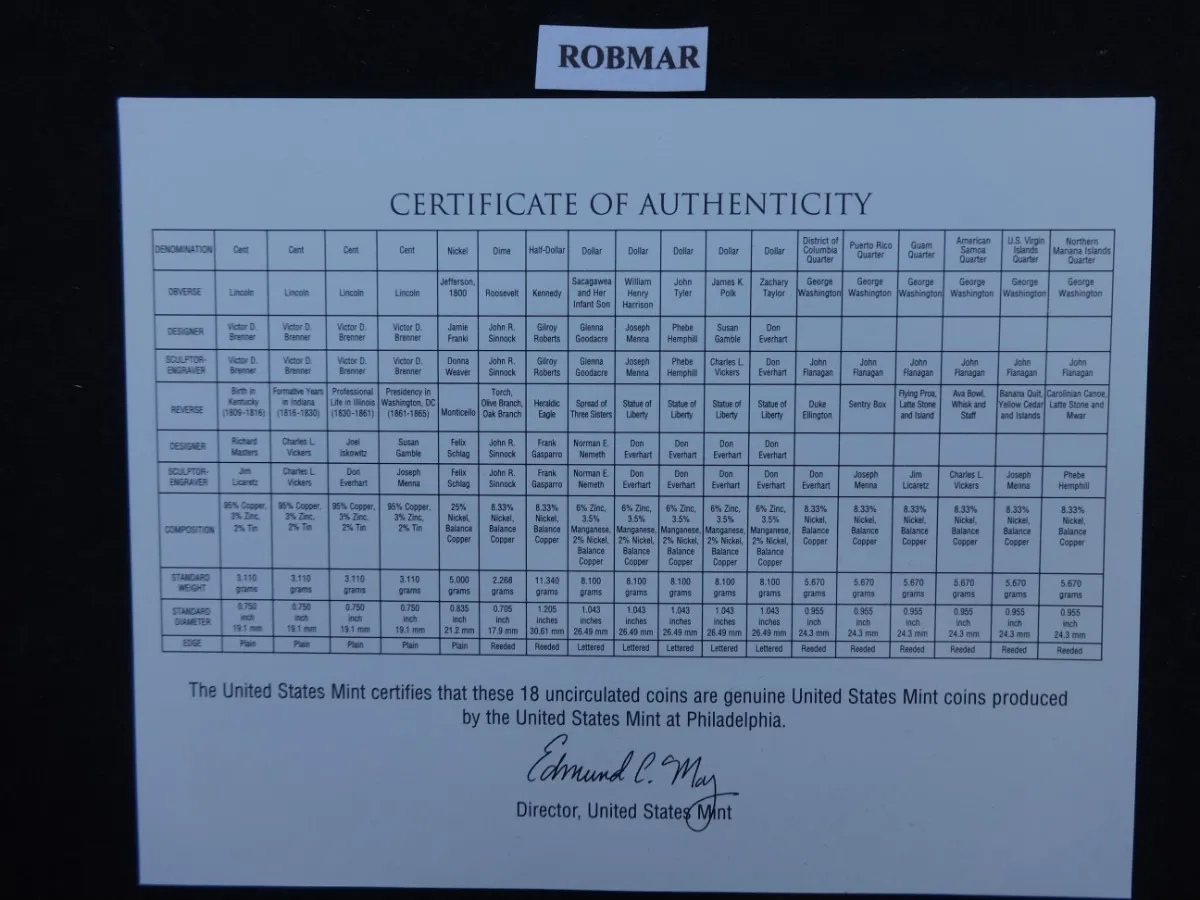 ROBMAR
CERTIFICATE OF AUTHENTICITY
DENOMINATION Cent Cent Cent Cent Nickel Dime Half-Dollar Dollar Dollar Dollar Dollar Dollar District of Columbia Quarter Puerto Rico Quarter Guam Quarter American Samoa Quarter U.S. Virgin Islands Quarter Northern Mariana Islands Quarter
OBVERSE Lincoln Lincoln Lincoln Lincoln Jefferson, 1800 Roosevelt Kennedy Sacagawea and Her Infant Son William Henry Harrison John Tyler James K. Polk Zachary Taylor George Washington George Washington George Washington George Washington George Washington George Washington
DESIGNER Victor D. Brenner Victor D. Brenner Victor D. Brenner Victor D. Brenner Jamie Franki John R. Sinnock Gilroy Roberts Glenna Goodacre Joseph Menna Phebe Hemphill Susan Gamble Don Everhart
SCULPTOR-ENGRAVER Victor D. Brenner Victor D. Brenner Victor D. Brenner Victor D. Brenner Donna Weaver John R. Sinnock Gilroy Roberts Glenna Goodacre Joseph Menna Phebe Hemphill Charles L. Vickers Don Everhart John Flanagan John Flanagan John Flanagan John Flanagan John Flanagan John Flanagan
REVERSE Birth in Kentucky (1809-1816) Formative Years in Indiana (1816-1830) Professional Life in Illinois (1830-1861) Presidency In Washington, DC (1861-1865) Monticello Torch, Olive Branch, Oak Branch Heraldic Eagle Spread of Three Sisters Statue of Liberty Statue of Liberty Statue of Liberty Statue of Liberty Duke Ellington Sentry Box Flying Proa, Latte Stone and Island Ava Bowl, Whisk and Staff Banana Quit, Yellow Cedar and Islands Carolinian Canoe, Latte Stone and Mwar
DESIGNER Richard Masters Charles L. Vickers Joel Iskowitz Susan Gamble Felix Schlag John R. Sinnock Frank Gasparro Norman E. Nemeth Don Everhart Don Everhart Don Everhart Don Everhart
SCULPTOR-ENGRAVER Jim Licaretz Charles L. Vickers Don Everhart Joseph Menna Felix Schlag John R. Sinnock Frank Gasparro Norman E. Nemeth Don Everhart Don Everhart Don Everhart Don Everhart Don Everhart Joseph Menna Jim Licaretz Charles L. Vickers Joseph Menna Phebe Hemphill
COMPOSITION 95% Copper, 3% Zinc, 2% Tin 95% Copper, 3% Zinc, 2% Tin 95% Copper, 3% Zinc, 2% Tin 95% Copper, 3% Zinc, 2% Tin 25% Nickel, Balance Copper 8.33% Nickel, Balance Copper 8.33% Nickel, Balance Copper 6% Zinc, 3.5% Manganese, 2% Nickel, Balance Copper 6% Zinc, 3.5% Manganese, 2% Nickel, Balance Copper 6% Zinc, 3.5% Manganese, 2% Nickel, Balance Copper 6% Zinc, 3.5% Manganese, 2% Nickel, Balance Copper 6% Zinc, 3.5% Manganese, 2% Nickel, Balance Copper 8.33% Nickel, Balance Copper 8.33% Nickel, Balance Copper 8.33% Nickel, Balance Copper 8.33% Nickel, Balance Copper 8.33% Nickel, Balance Copper 8.33% Nickel, Balance Copper
STANDARD WEIGHT 3.110 grams 3.110 grams 3.110 grams 3.110 grams 5.000 grams 2.268 grams 11.340 grams 8.100 grams 8.100 grams 8.100 grams 8.100 grams 8.100 grams 5.670 grams 5.670 grams 5.670 grams 5.670 grams 5.670 grams 5.670 grams
STANDARD DIAMETER 0.750 inch 19.1 mm 0.750 inch 19.1 mm 0.750 inch 19.1 mm 0.750 inch 19.1 mm 0.835 inch 21.2 mm 0.705 inch 17.9 mm 1.205 inches 30.61 mm 1.043 inches 26.49 mm 1.043 inches 26.49 mm 1.043 inches 26.49 mm 1.043 inches 26.49 mm 1.043 inches 26.49 mm 0.955 inch 24.3 mm 0.955 inch 24.3 mm 0.955 inch 24.3 mm 0.955 inch 24.3 mm 0.955 inch 24.3 mm 0.955 inch 24.3 mm
EDGE Plain Plain Plain Plain Plain Reeded Reeded Lettered Lettered Lettered Lettered Lettered Reeded Reeded Reeded Reeded Reeded Reeded
The United States Mint certifies that these 18 uncirculated coins are genuine United States Mint coins produced
by the United States Mint at Philadelphia.
Edmund C. Moy
Director, United States Mint